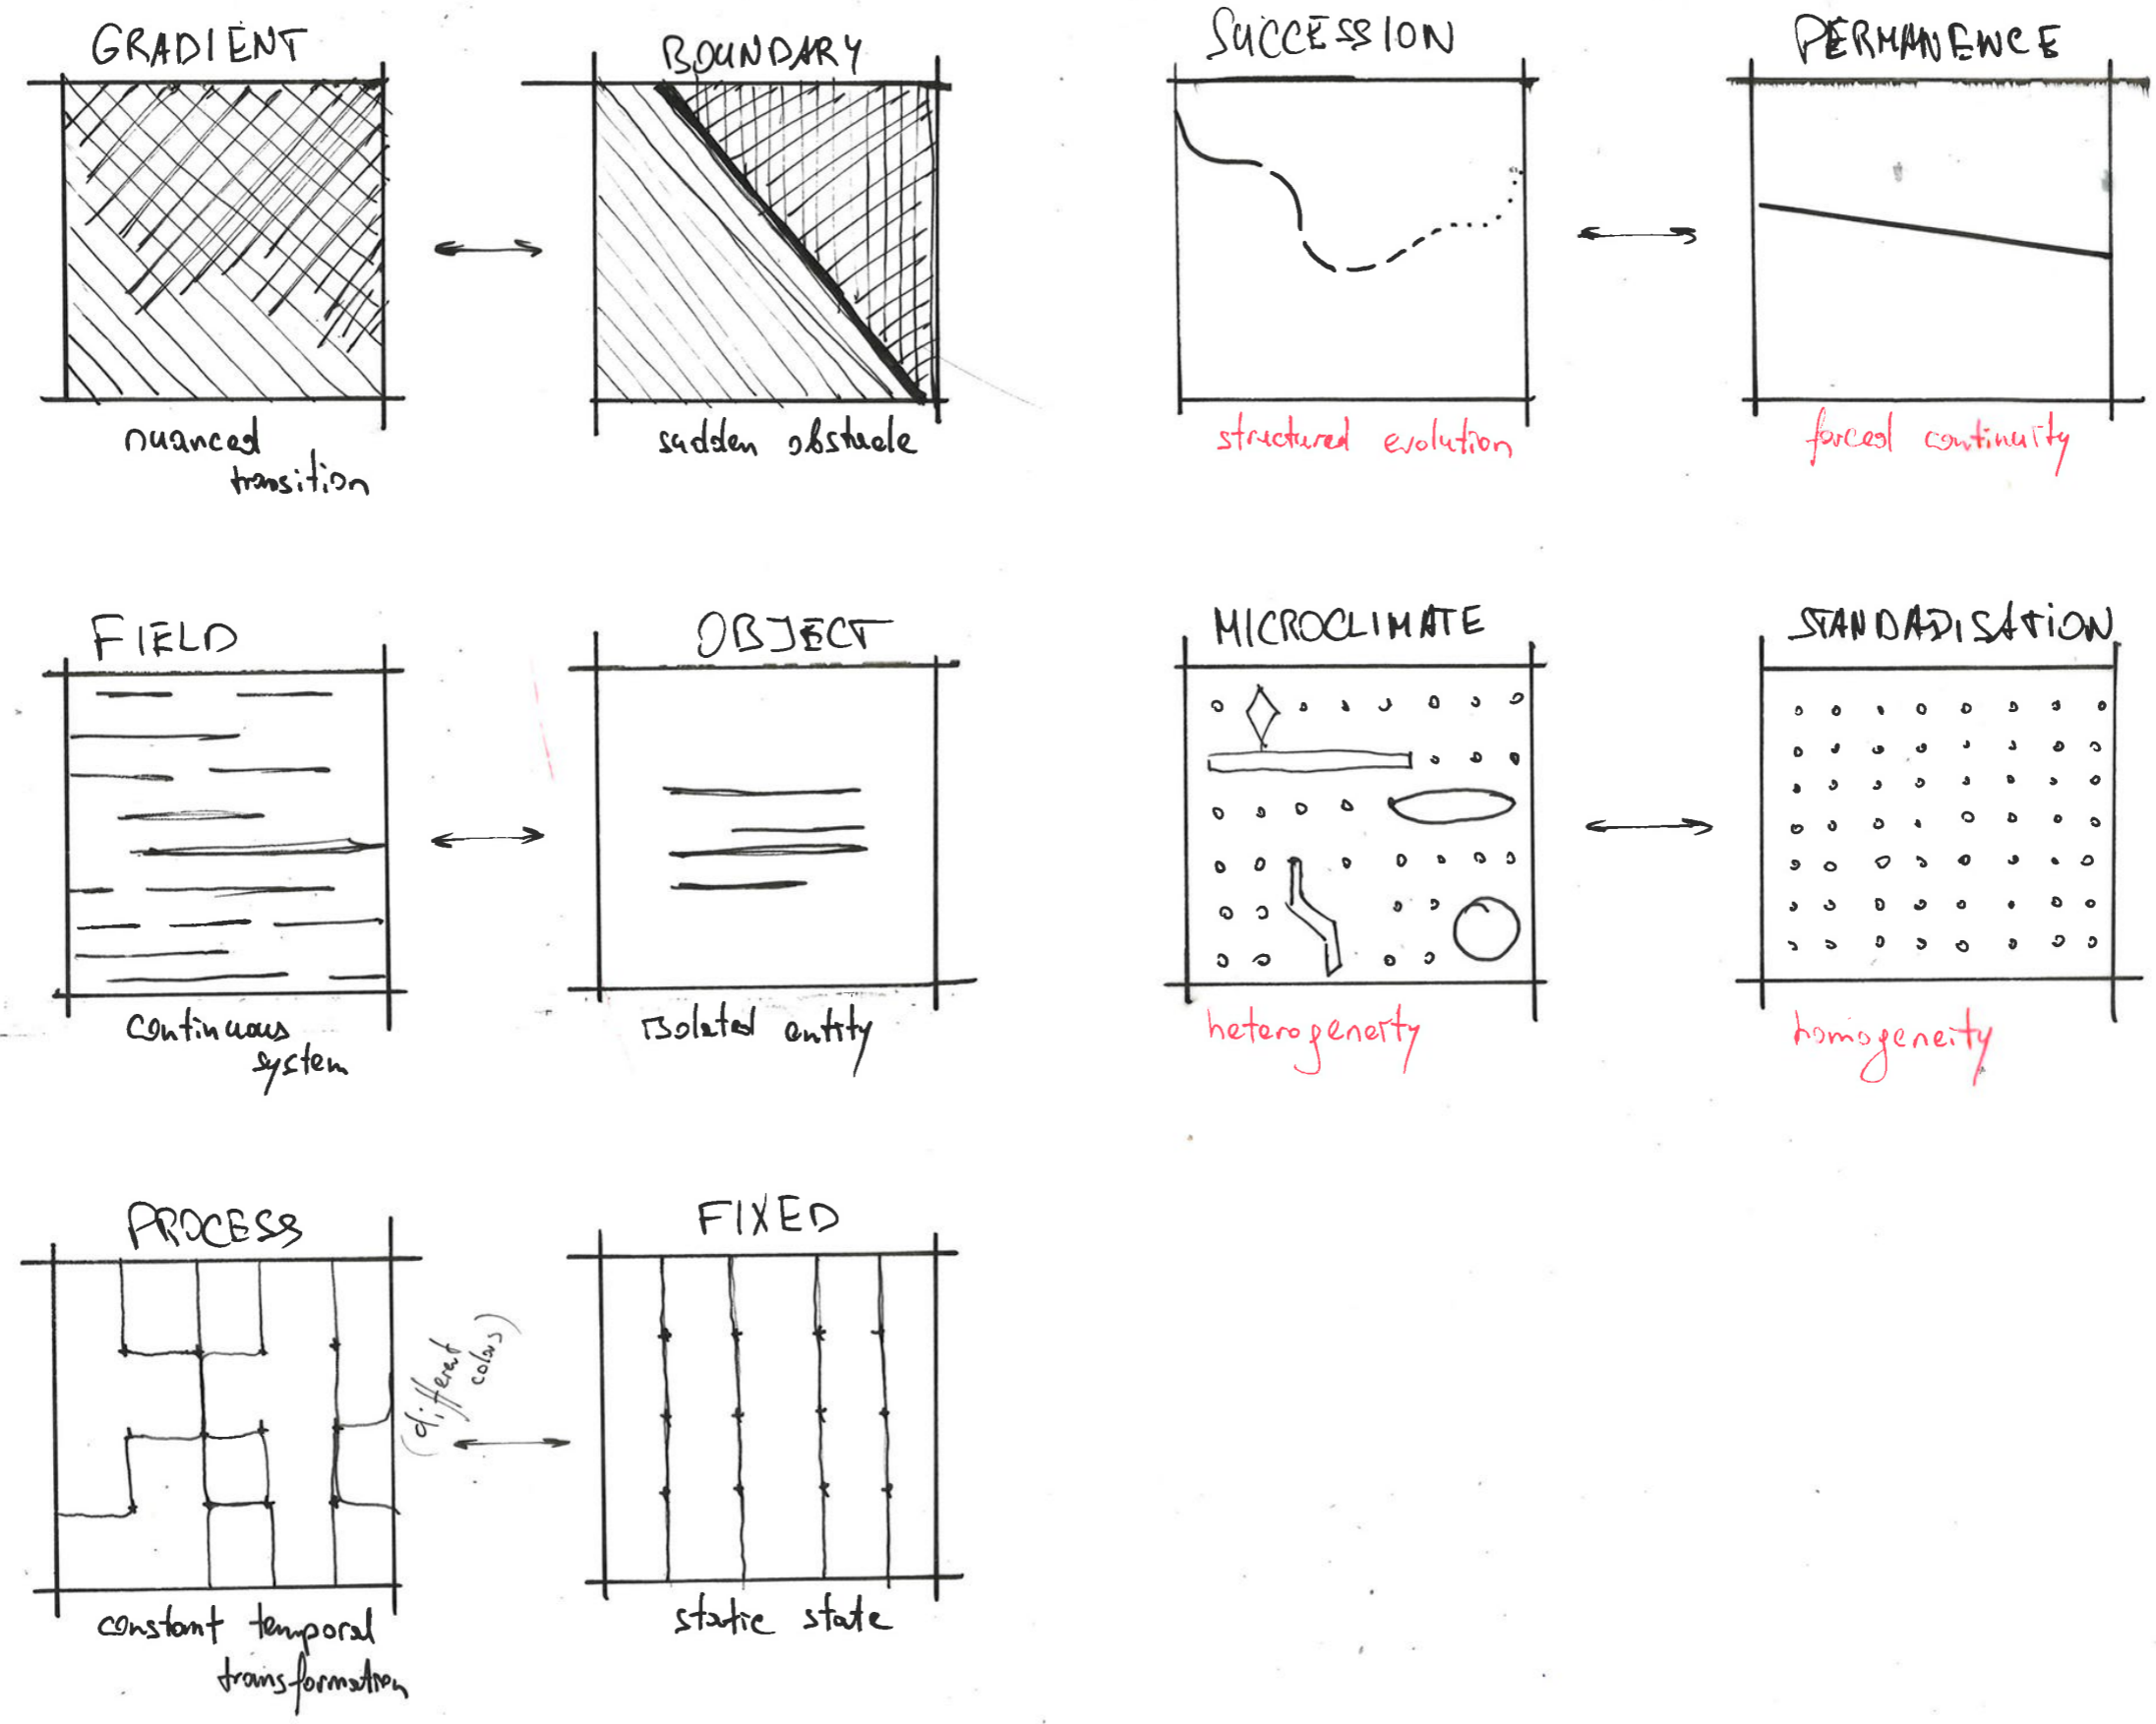 GRADIENT
BOUNDARY
SUCCESSION
PERMANENCE
nuanced
transition
sudden obstacle
structured evolution
forced continuity
FIELD
OBJECT
MICROCLIMATE
STANDADISATION
continuous
system
isolated entity
heterogeneity
homogeneity
PROCESS
FIXED
(different
colors)
constant temporal
transformation
static state